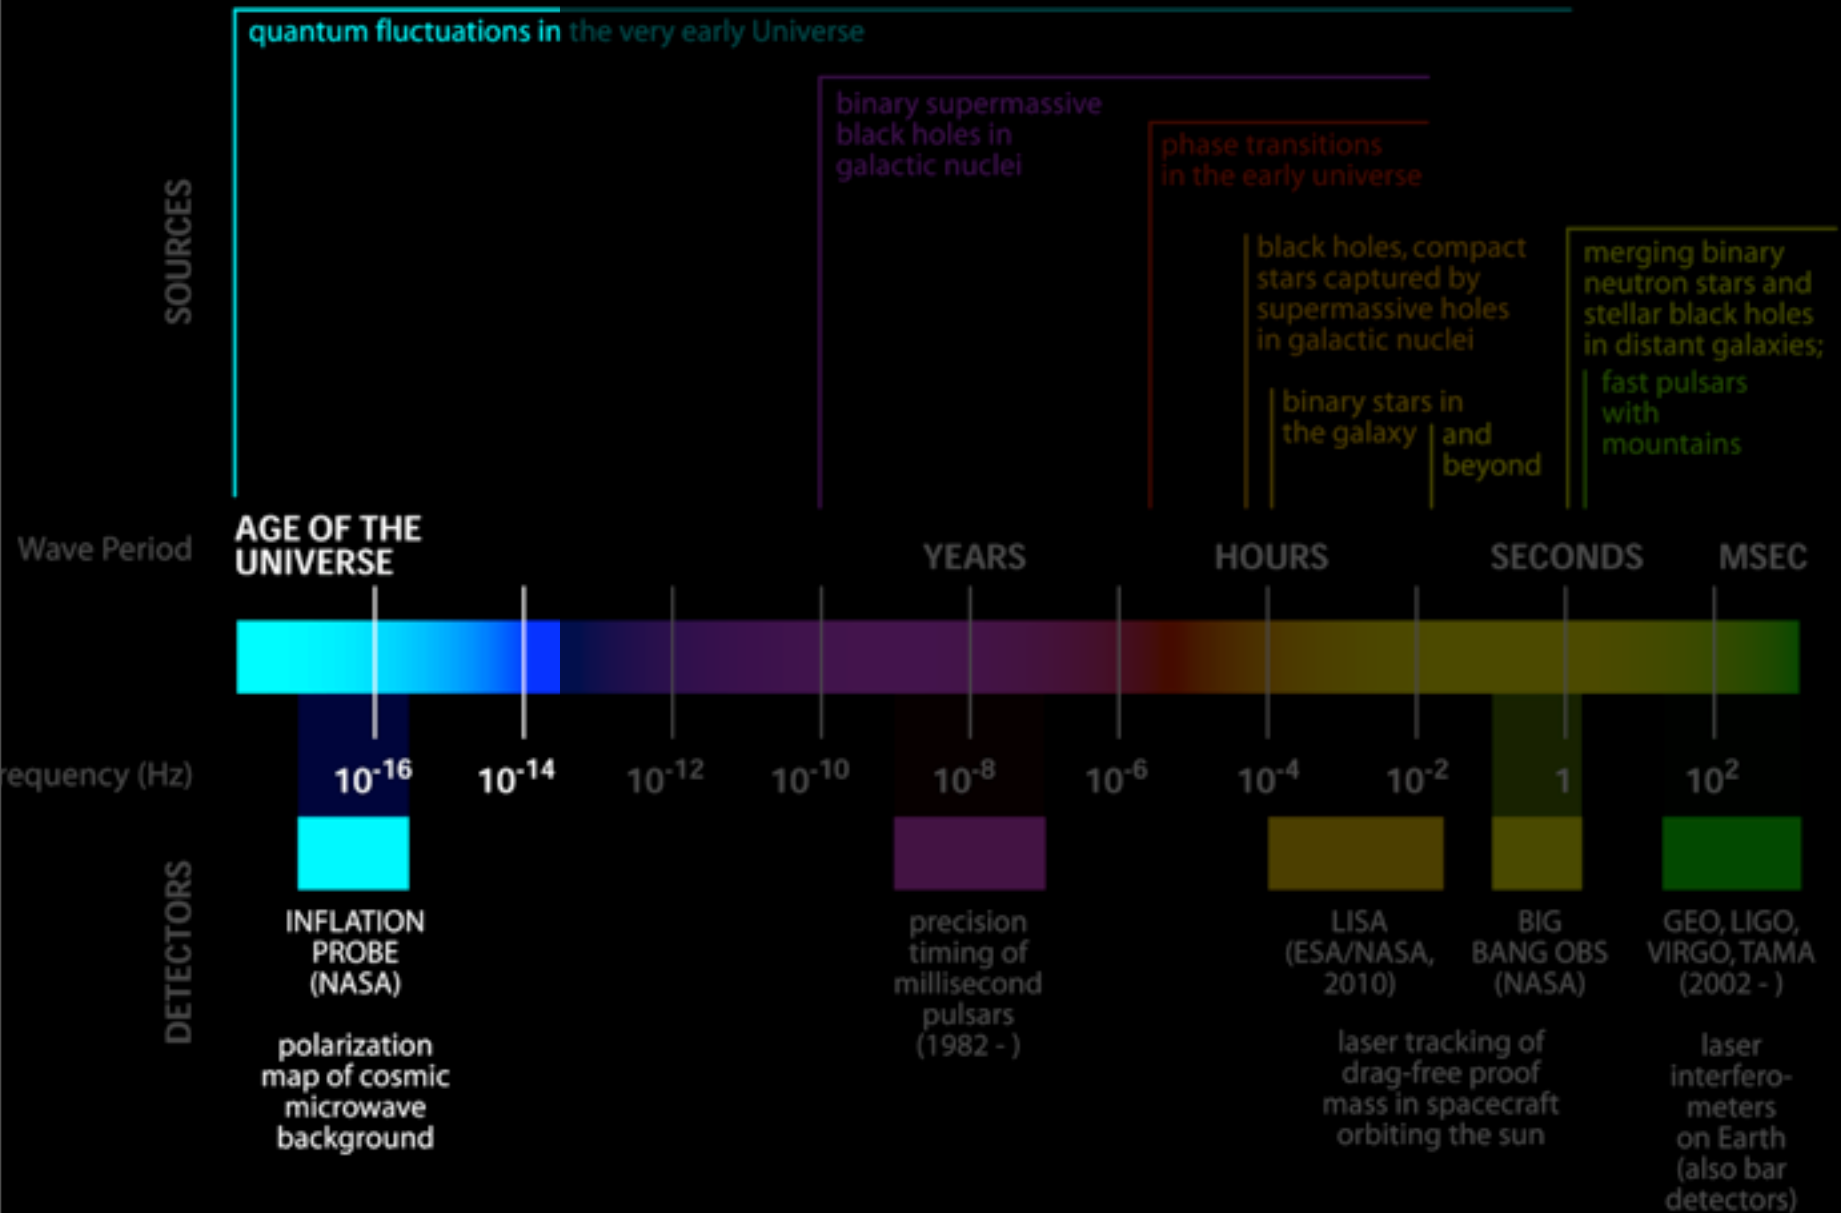 quantum fluctuations in the very early Universe
binary supermassive
black holes in
galactic nuclei
phase transitions
in the early universe
SOURCES
black holes, compact
stars captured by
supermassive holes
in galactic nuclei
merging binary
neutron stars and
stellar black holes
in distant galaxies;
fast pulsars
with
mountains
binary stars in
the galaxy
and
beyond
Wave Period
AGE OF THE
UNIVERSE
YEARS
HOURS
SECONDS
MSEC
requency (Hz)
10⁻¹⁶
10⁻¹⁴
10⁻¹²
10⁻¹⁰
10⁻⁸
10⁻⁶
10⁻⁴
10⁻²
1
10²
DETECTORS
INFLATION
PROBE
(NASA)
polarization
map of cosmic
microwave
background
precision
timing of
millisecond
pulsars
(1982 - )
LISA
(ESA/NASA,
2010)
BIG
BANG OBS
(NASA)
laser tracking of
drag-free proof
mass in spacecraft
orbiting the sun
GEO, LIGO,
VIRGO, TAMA
(2002 - )
laser
interfero-
meters
on Earth
(also bar
detectors)